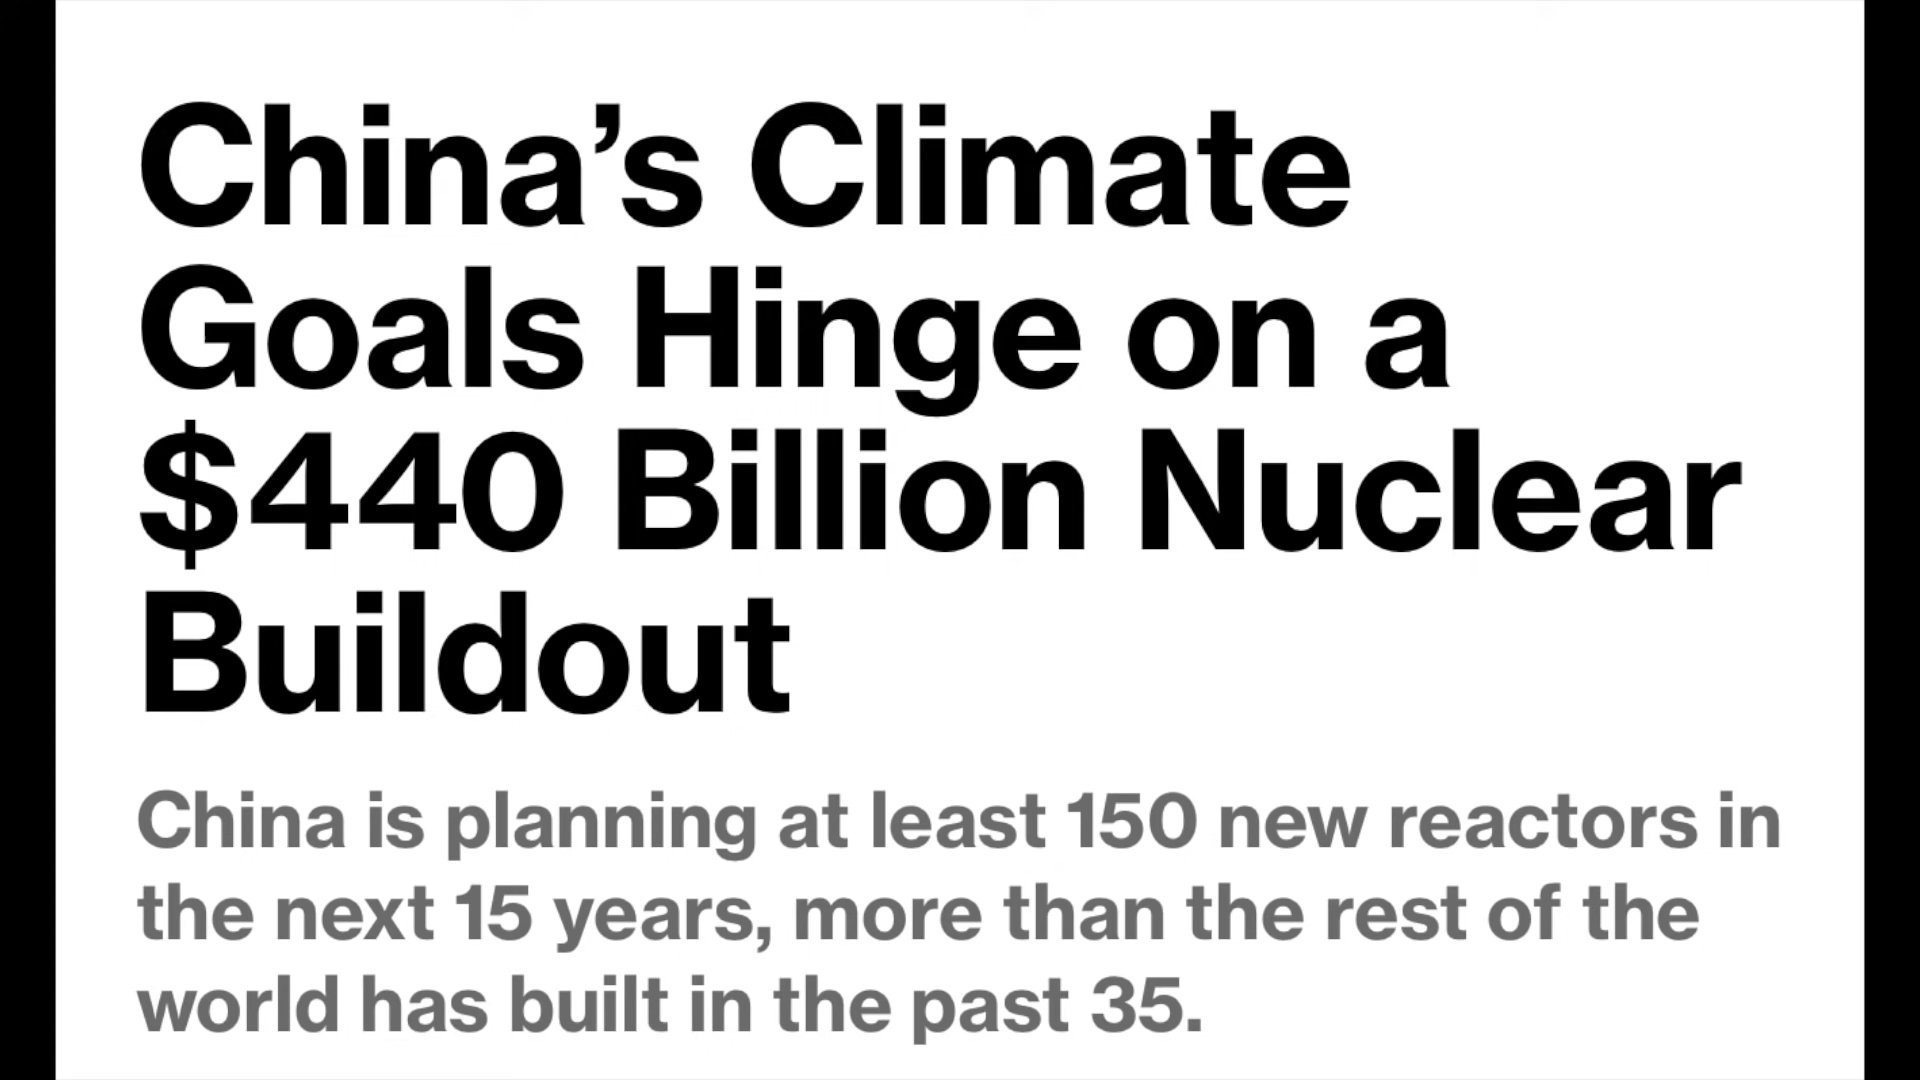 China’s Climate
Goals Hinge on a
$440 Billion Nuclear
Buildout
China is planning at least 150 new reactors in
the next 15 years, more than the rest of the
world has built in the past 35.